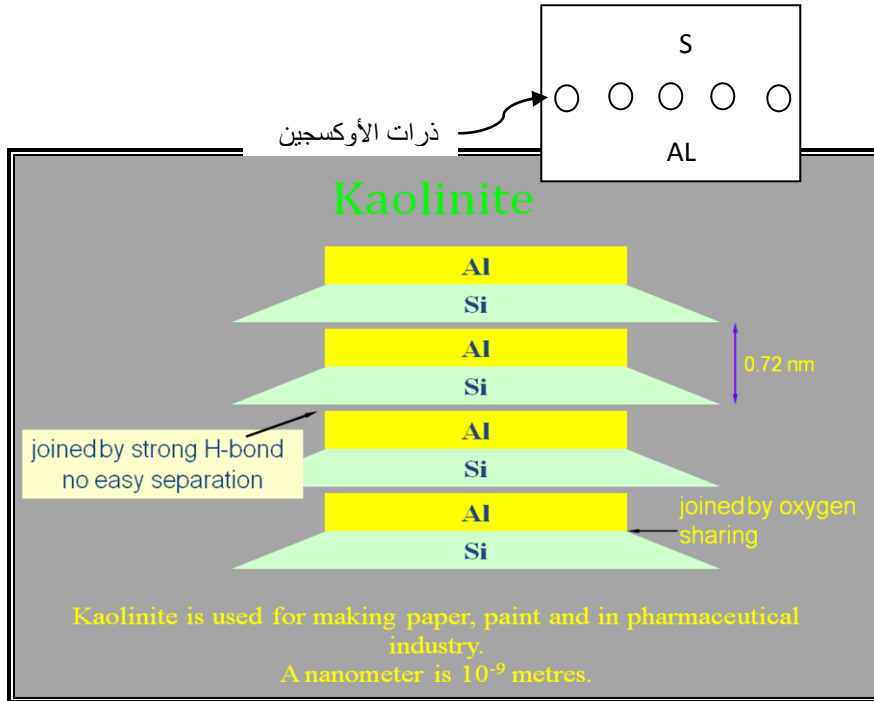 S
ذرات الأوكسجين
AL
Kaolinite
Al
Si
Al
Si
0.72 nm
joined by strong H-bond
no easy separation
Al
Si
Al
Si
joined by oxygen
sharing
Kaolinite is used for making paper, paint and in pharmaceutical
industry.
A nanometer is 10⁻⁹ metres.